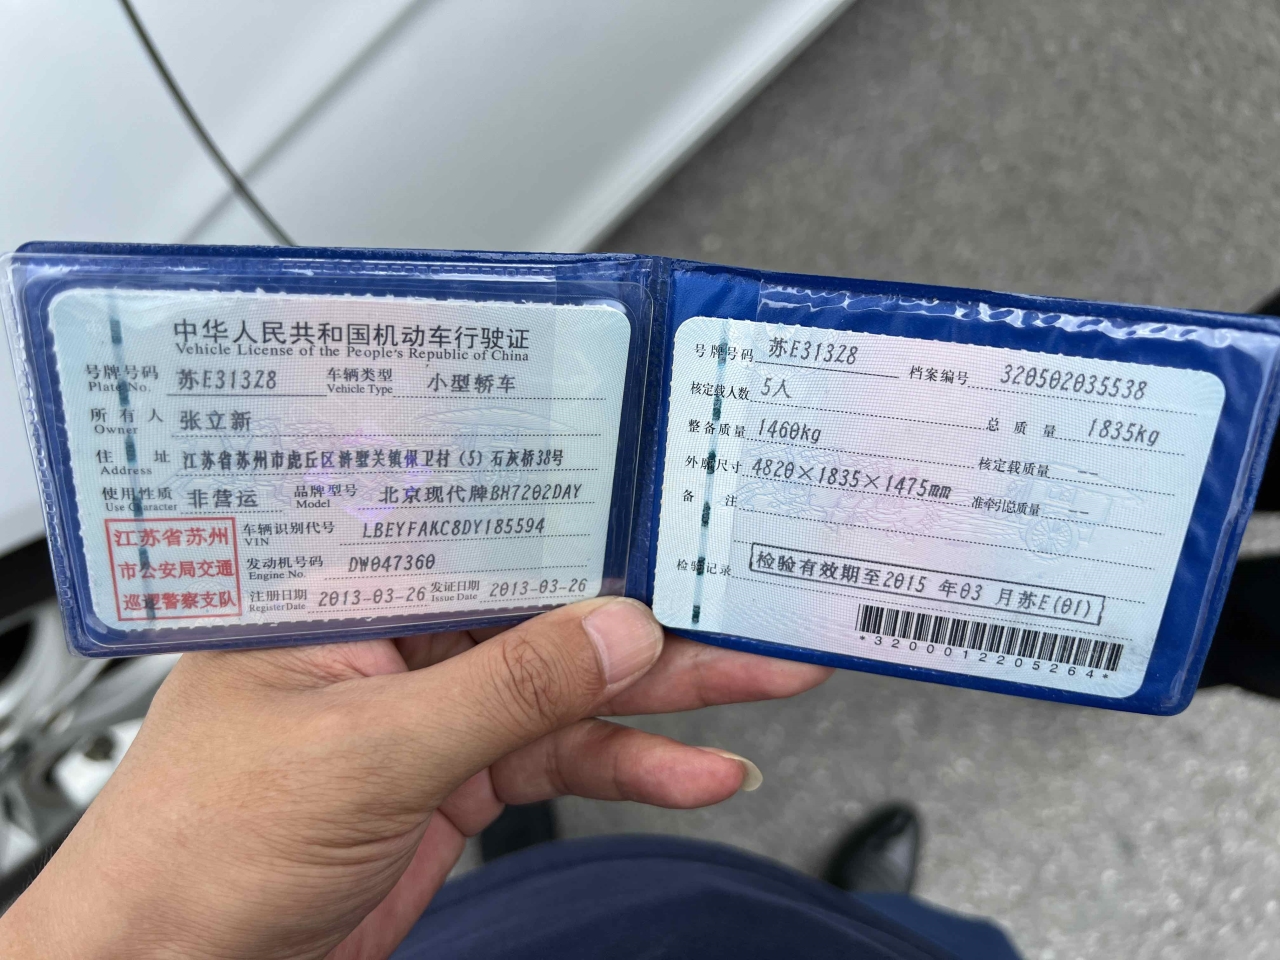 中华人民共和国机动车行驶证
Vehicle License of the People's Republic of China
号牌号码 Plate No. 苏E313Z8 车辆类型 Vehicle Type 小型轿车
所有人 Owner 张立新
住址 Address 江苏省苏州市虎丘区浒墅关镇保卫村(5)石灰桥38号
使用性质 Use Character 非营运 品牌型号 Model 北京现代牌BH7202DAY
江苏省苏州
市公安局交通
巡逻警察支队
车辆识别代号 VIN LBEYFAKC8DY185594
发动机号码 Engine No. DW047360
注册日期 Register Date 2013-03-26 发证日期 Issue Date 2013-03-26
号牌号码 苏E313Z8 档案编号 320502035538
核定载人数 5人 总质量 1835kg
整备质量 1460kg 核定载质量 --
外廓尺寸 4820×1835×1475mm 准牵引总质量 --
备注
检验记录 检验有效期至2015年03月苏E(01)
*3200012205264*